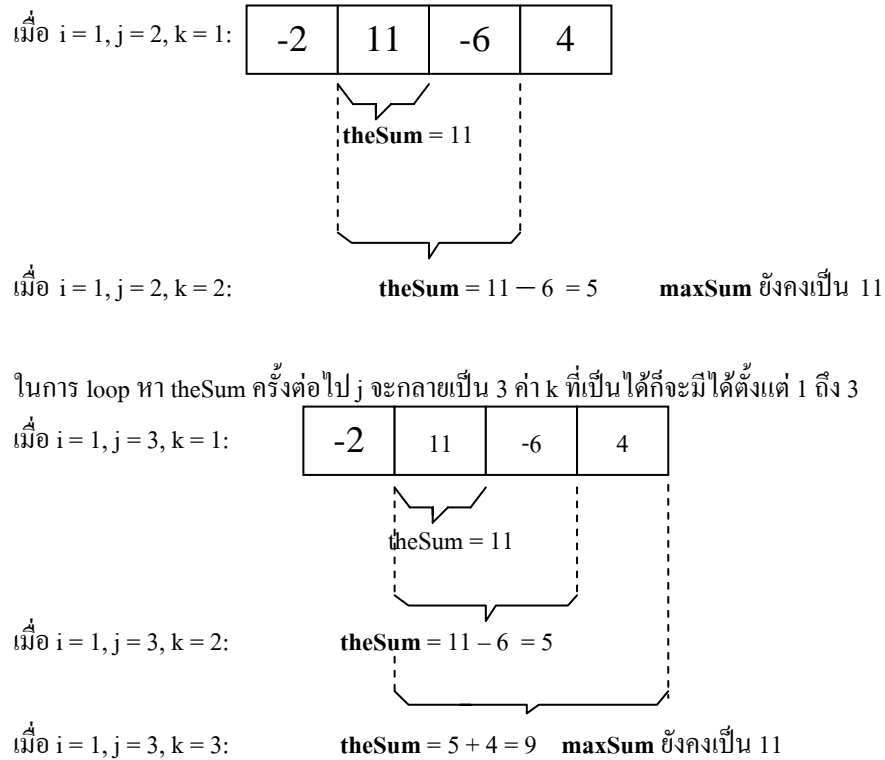 เมื่อ i = 1, j = 2, k = 1: -2 11 -6 4
theSum = 11
เมื่อ i = 1, j = 2, k = 2: theSum = 11 – 6 = 5 maxSum ยังคงเป็น 11
ในการ loop หา theSum ครั้งต่อไป j จะกลายเป็น 3 ค่า k ที่เป็นได้ก็จะมีได้ตั้งแต่ 1 ถึง 3
เมื่อ i = 1, j = 3, k = 1: -2 11 -6 4
theSum = 11
เมื่อ i = 1, j = 3, k = 2: theSum = 11 – 6 = 5
เมื่อ i = 1, j = 3, k = 3: theSum = 5 + 4 = 9 maxSum ยังคงเป็น 11